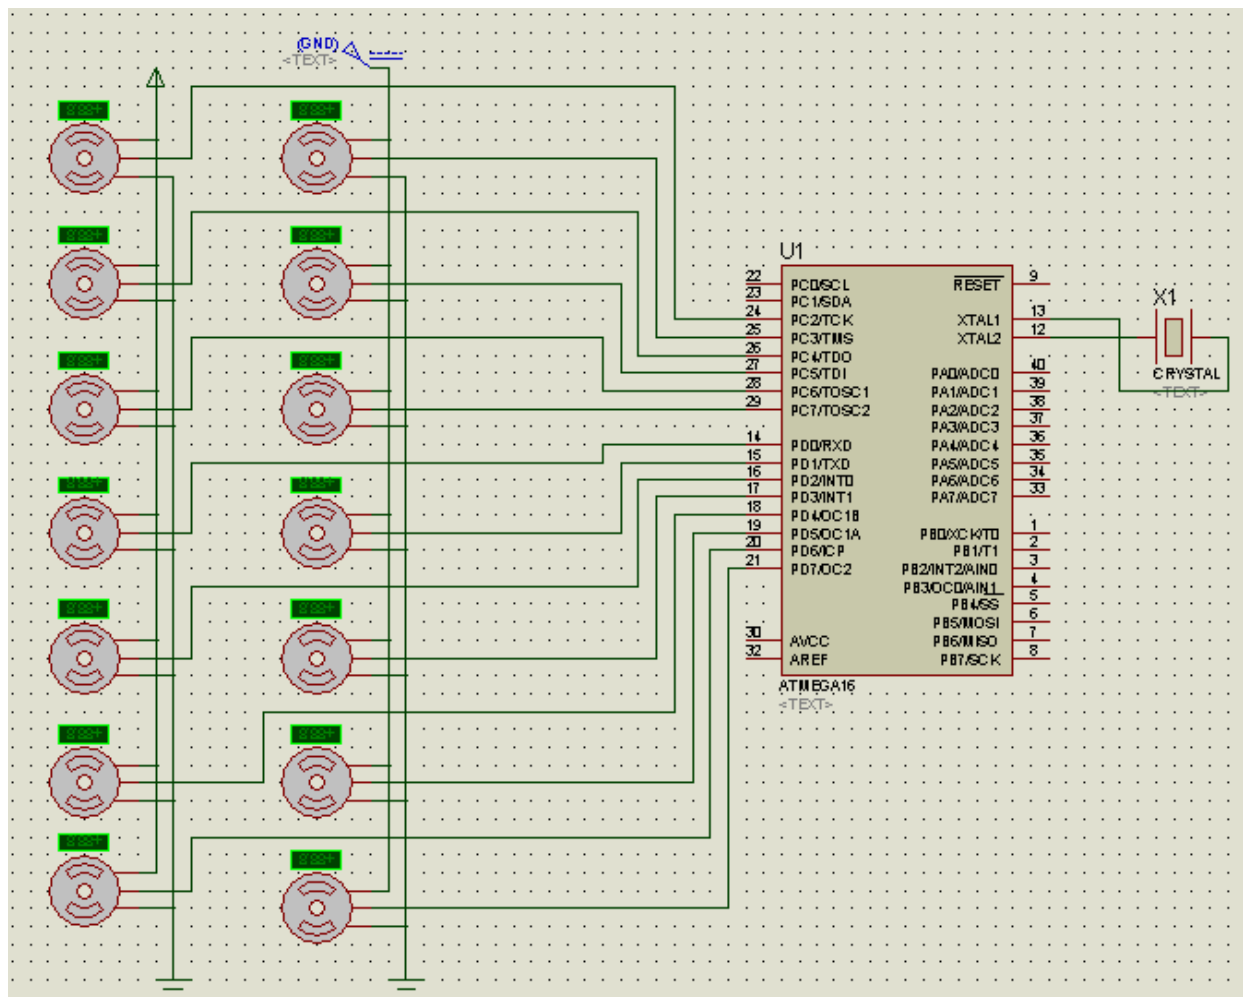 (GND)
<TEXT>
U1
22 PC0/SCL
23 PC1/SDA
24 PC2/TCK
25 PC3/TMS
26 PC4/TDO
27 PC5/TDI
28 PC6/TOSC1
29 PC7/TOSC2
14 PD0/RXD
15 PD1/TXD
16 PD2/INT0
17 PD3/INT1
18 PD4/OC1B
19 PD5/OC1A
20 PD6/ICP
21 PD7/OC2
30 AVCC
32 AREF
RESET 9
XTAL1 13
XTAL2 12
PA0/ADC0 40
PA1/ADC1 39
PA2/ADC2 38
PA3/ADC3 37
PA4/ADC4 36
PA5/ADC5 35
PA6/ADC6 34
PA7/ADC7 33
PB0/XCK/T0 1
PB1/T1 2
PB2/INT2/AIN0 3
PB3/OC0/AIN1 4
PB4/SS 5
PB5/MOSI 6
PB6/MISO 7
PB7/SCK 8
ATMEGA16
<TEXT>
X1
CRYSTAL
<TEXT>